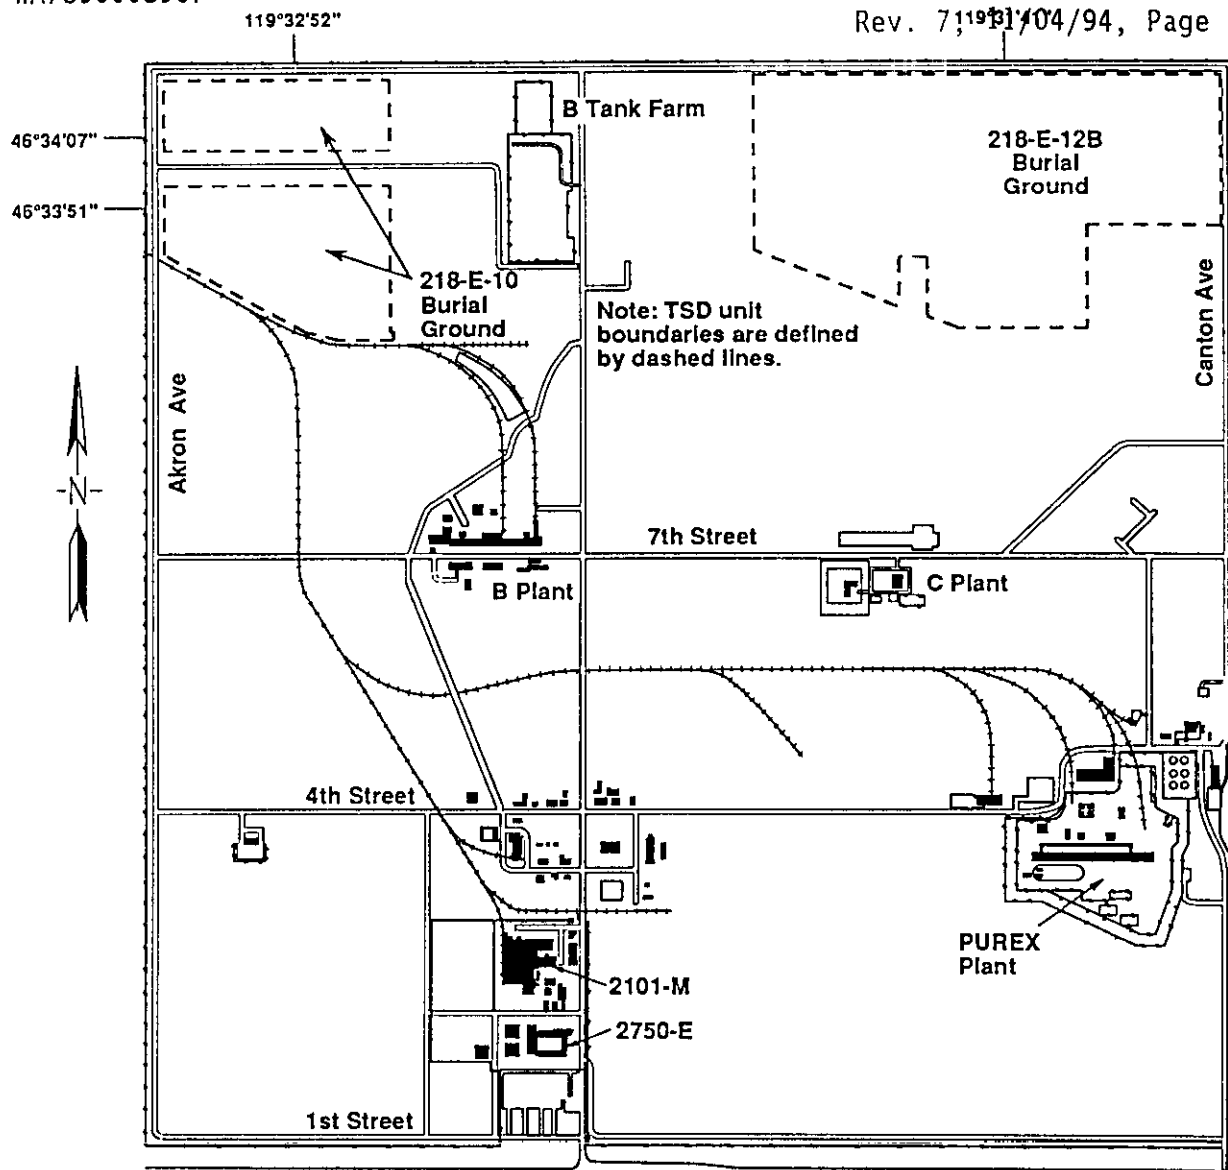 119°32'52"
Rev. 7, 11/04/94, Page
46°34'07"
B Tank Farm
218-E-12B
Burial
Ground
46°33'51"
218-E-10
Burial
Ground
Note: TSD unit
boundaries are defined
by dashed lines.
Akron Ave
Canton Ave
N
7th Street
B Plant
C Plant
4th Street
PUREX
Plant
2101-M
2750-E
1st Street